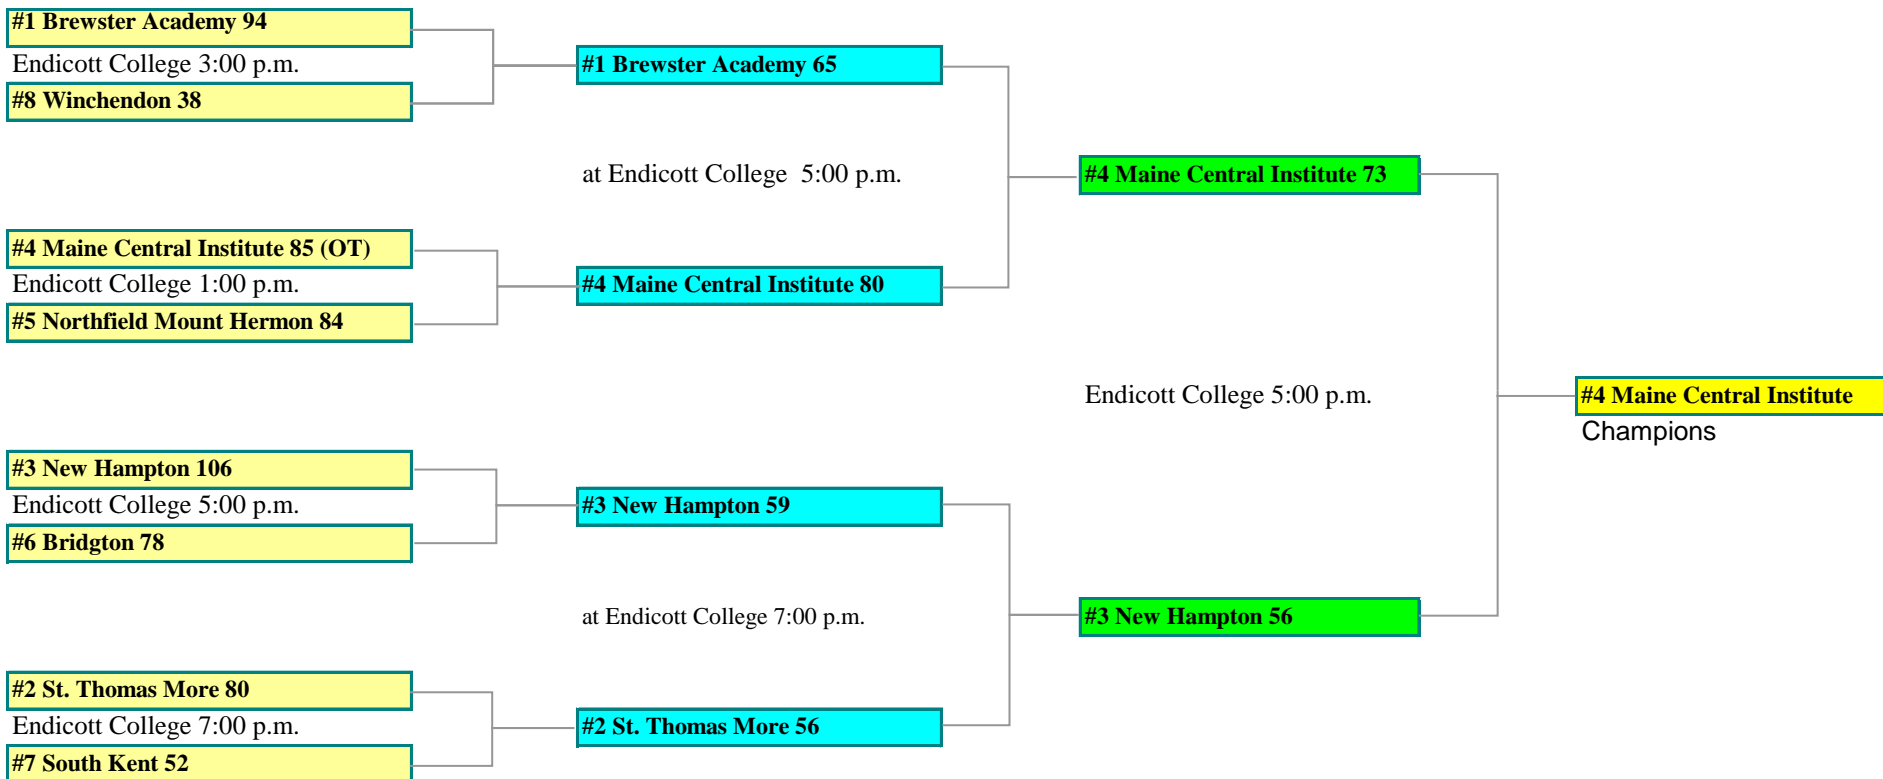 #1 Brewster Academy 94
Endicott College 3:00 p.m.
#8 Winchendon 38
#4 Maine Central Institute 85 (OT)
Endicott College 1:00 p.m.
#5 Northfield Mount Hermon 84
#3 New Hampton 106
Endicott College 5:00 p.m.
#6 Bridgton 78
#2 St. Thomas More 80
Endicott College 7:00 p.m.
#7 South Kent 52
#1 Brewster Academy 65
at Endicott College  5:00 p.m.
#4 Maine Central Institute 80
#3 New Hampton 59
at Endicott College 7:00 p.m.
#2 St. Thomas More 56
#4 Maine Central Institute 73
Endicott College 5:00 p.m.
#3 New Hampton 56
#4 Maine Central Institute
Champions